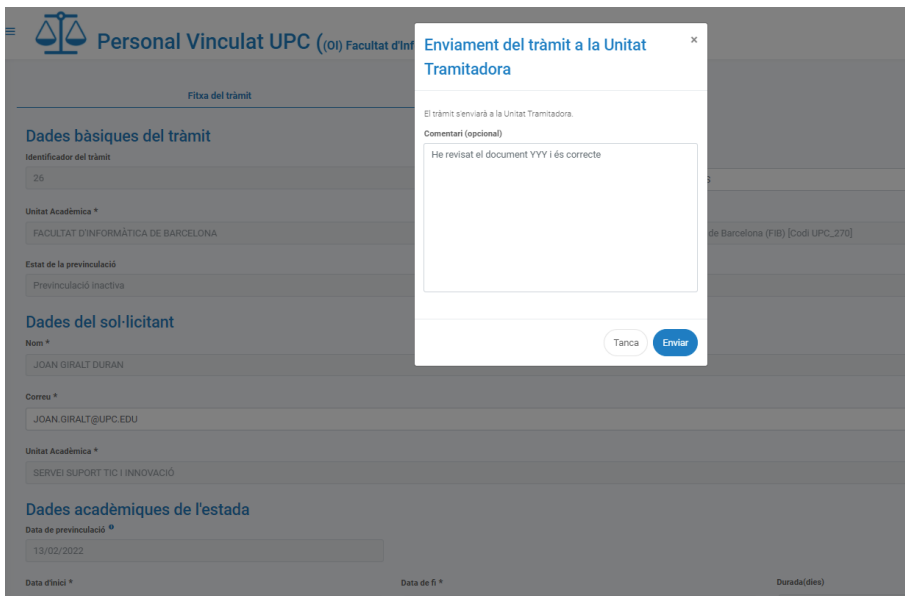 Personal Vinculat UPC ((OI) Facultat d'Inf
Enviament del tràmit a la Unitat
Tramitadora
×
Fitxa del tràmit
El tràmit s'enviarà a la Unitat Tramitadora.
Comentari (opcional)
He revisat el document YYY i és correcte
Tanca
Enviar
Dades bàsiques del tràmit
Identificador del tràmit
26
S
Unitat Acadèmica *
FACULTAT D'INFORMÀTICA DE BARCELONA
de Barcelona (FIB) [Codi UPC_270]
Estat de la previnculació
Previnculació inactiva
Dades del sol·licitant
Nom *
JOAN GIRALT DURAN
Correu *
JOAN.GIRALT@UPC.EDU
Unitat Acadèmica *
SERVEI SUPORT TIC I INNOVACIÓ
Dades acadèmiques de l'estada
Data de previnculació
13/02/2022
Data d'inici *
Data de fi *
Durada(dies)